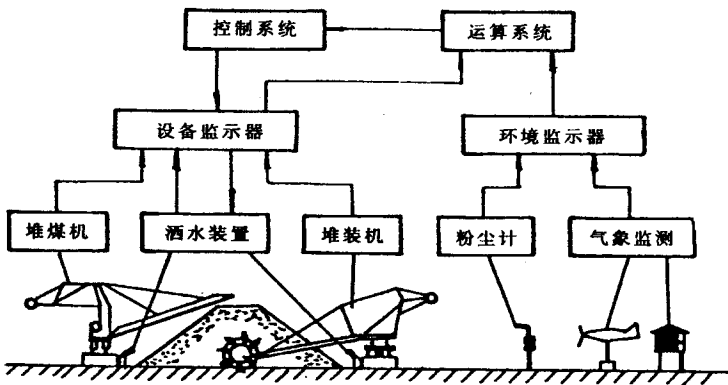 控制系统
运算系统
设备监示器
环境监示器
堆煤机
洒水装置
堆装机
粉尘计
气象监测